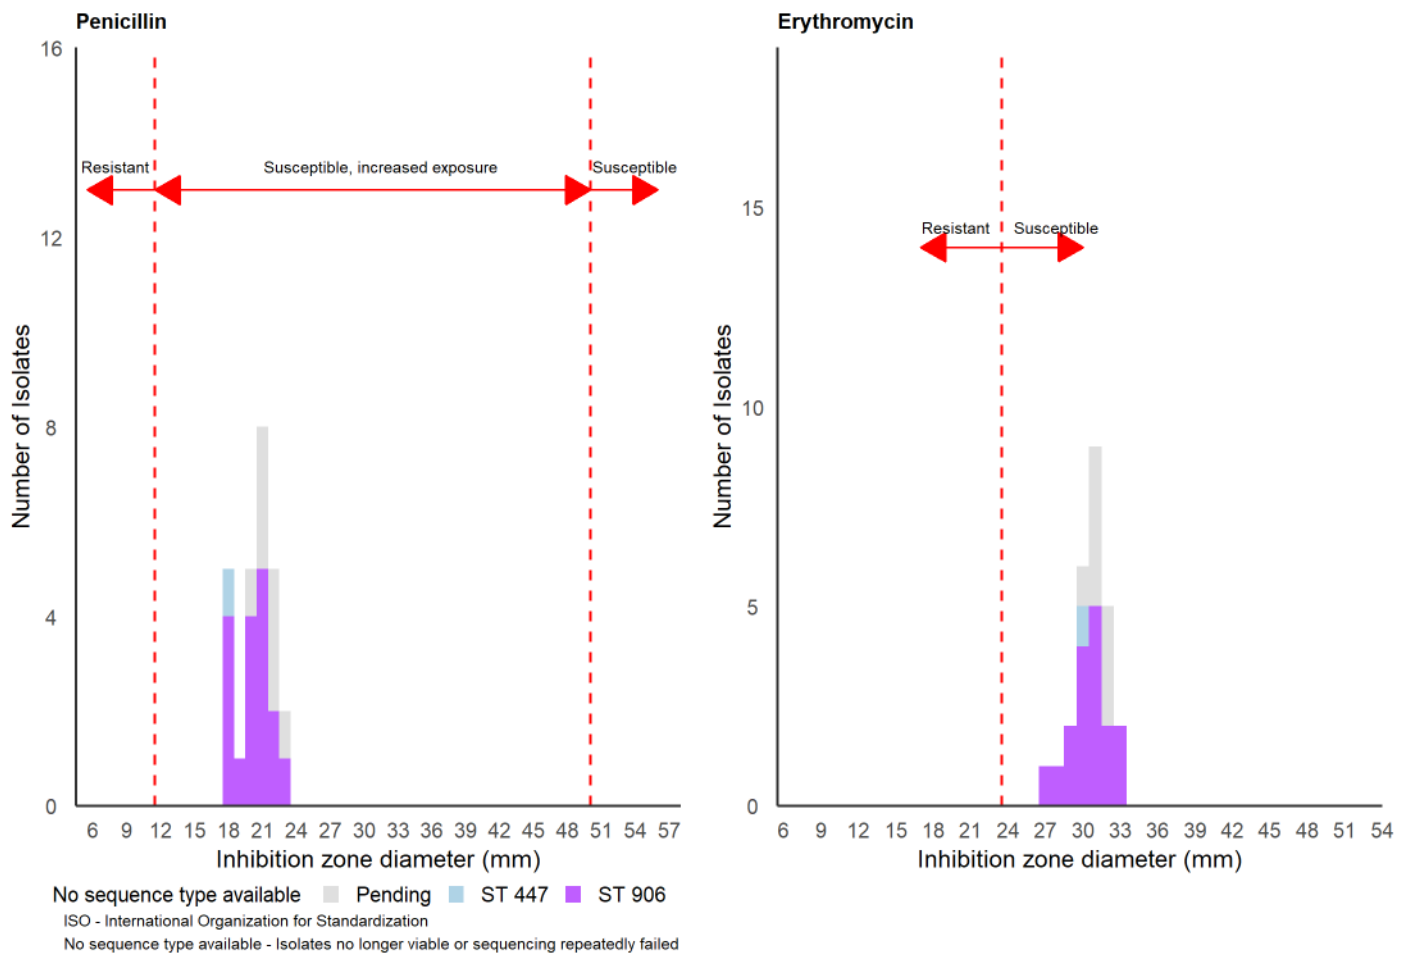 Penicillin
Erythromycin
16
12
8
4
0
Number of Isolates
Resistant
Susceptible, increased exposure
Susceptible
6 9 12 15 18 21 24 27 30 33 36 39 42 45 48 51 54 57
Inhibition zone diameter (mm)
15
10
5
0
Number of Isolates
Resistant
Susceptible
6 9 12 15 18 21 24 27 30 33 36 39 42 45 48 51 54
Inhibition zone diameter (mm)
No sequence type available Pending ST 447 ST 906
ISO - International Organization for Standardization
No sequence type available - Isolates no longer viable or sequencing repeatedly failed